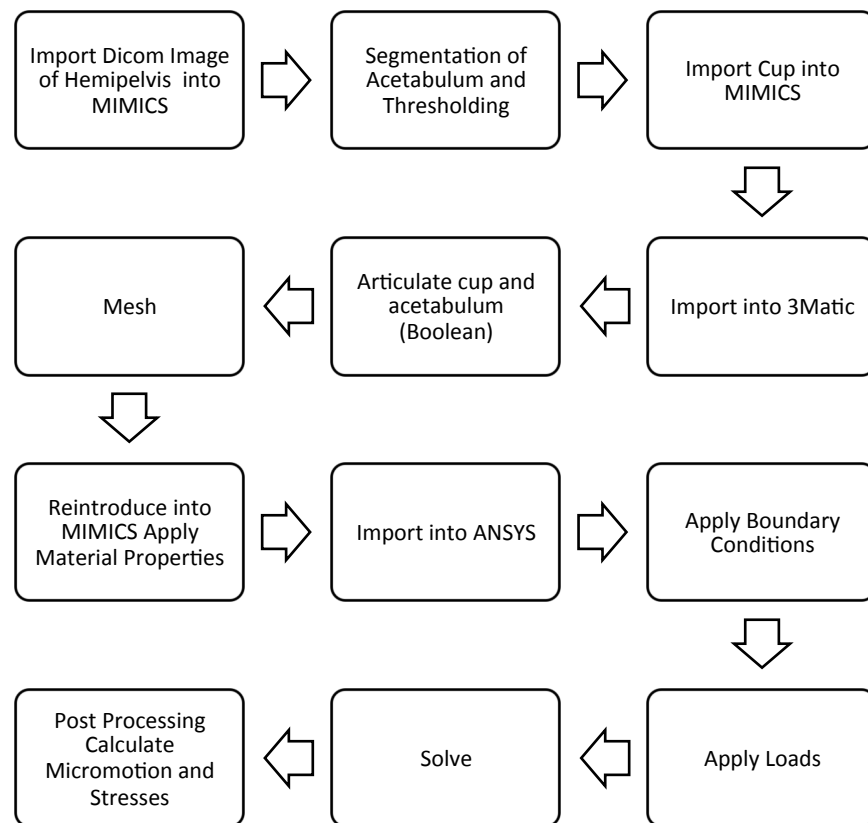 Import Dicom Image
of Hemipelvis  into
MIMICS
Segmentation of
Acetabulum and
Thresholding
Import Cup into
MIMICS
Import into 3Matic
Articulate cup and
acetabulum
(Boolean)
Mesh
Reintroduce into
MIMICS Apply
Material Properties
Import into ANSYS
Apply Boundary
Conditions
Apply Loads
Solve
Post Processing
Calculate
Micromotion and
Stresses